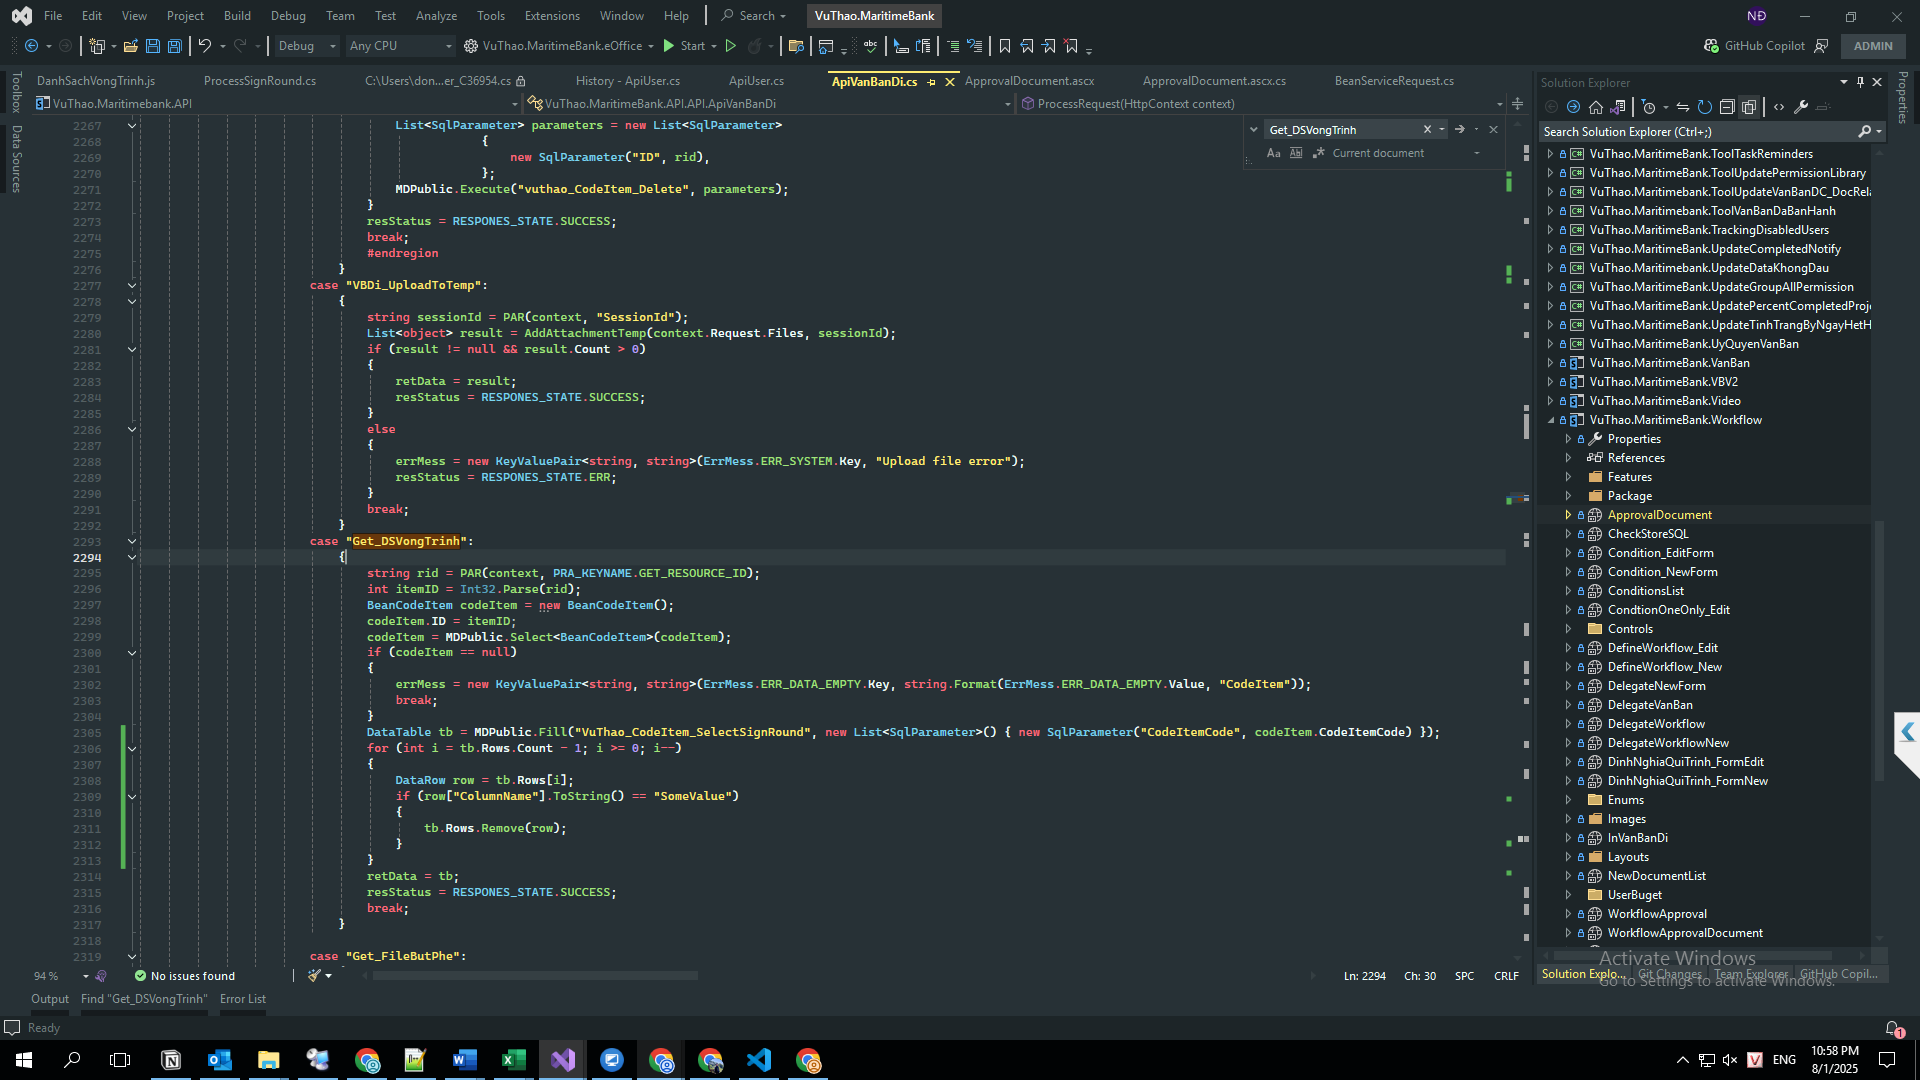 File Edit View Project Build Debug Team Test Analyze Tools Extensions Window Help Search VuThao.MaritimeBank NĐ
Debug Any CPU VuThao.MaritimeBank.eOffice Start GitHub Copilot ADMIN
DanhSachVongTrinh.js ProcessSignRound.cs C:\Users\don...er_C36954.cs History - ApiUser.cs ApiUser.cs ApiVanBanDi.cs ApprovalDocument.ascx ApprovalDocument.ascx.cs BeanServiceRequest.cs
VuThao.Maritimebank.API VuThao.MaritimeBank.API.API.ApiVanBanDi ProcessRequest(HttpContext context)
Toolbox
Data Sources
Get_DSVongTrinh
Aa Ab Current document
2267 List<SqlParameter> parameters = new List<SqlParameter>
2268 {
2269 new SqlParameter("ID", rid),
2270 };
2271 MDPublic.Execute("vuthao_CodeItem_Delete", parameters);
2272 }
2273 resStatus = RESPONES_STATE.SUCCESS;
2274 break;
2275 #endregion
2276 }
2277 case "VBDi_UploadToTemp":
2278 {
2279 string sessionId = PAR(context, "SessionId");
2280 List<object> result = AddAttachmentTemp(context.Request.Files, sessionId);
2281 if (result != null && result.Count > 0)
2282 {
2283 retData = result;
2284 resStatus = RESPONES_STATE.SUCCESS;
2285 }
2286 else
2287 {
2288 errMess = new KeyValuePair<string, string>(ErrMess.ERR_SYSTEM.Key, "Upload file error");
2289 resStatus = RESPONES_STATE.ERR;
2290 }
2291 break;
2292 }
2293 case "Get_DSVongTrinh":
2294 {
2295 string rid = PAR(context, PRA_KEYNAME.GET_RESOURCE_ID);
2296 int itemID = Int32.Parse(rid);
2297 BeanCodeItem codeItem = new BeanCodeItem();
2298 codeItem.ID = itemID;
2299 codeItem = MDPublic.Select<BeanCodeItem>(codeItem);
2300 if (codeItem == null)
2301 {
2302 errMess = new KeyValuePair<string, string>(ErrMess.ERR_DATA_EMPTY.Key, string.Format(ErrMess.ERR_DATA_EMPTY.Value, "CodeItem"));
2303 break;
2304 }
2305 DataTable tb = MDPublic.Fill("VuThao_CodeItem_SelectSignRound", new List<SqlParameter>() { new SqlParameter("CodeItemCode", codeItem.CodeItemCode) });
2306 for (int i = tb.Rows.Count - 1; i >= 0; i--)
2307 {
2308 DataRow row = tb.Rows[i];
2309 if (row["ColumnName"].ToString() == "SomeValue")
2310 {
2311 tb.Rows.Remove(row);
2312 }
2313 }
2314 retData = tb;
2315 resStatus = RESPONES_STATE.SUCCESS;
2316 break;
2317 }
2318
2319 case "Get_FileButPhe":
94 % No issues found Ln: 2294 Ch: 30 SPC CRLF
Output Find "Get_DSVongTrinh" Error List
Ready
Solution Explorer
Search Solution Explorer (Ctrl+;)
VuThao.MaritimeBank.ToolTaskReminders
VuThao.Maritimebank.ToolUpdatePermissionLibrary
VuThao.Maritimebank.ToolUpdateVanBanDC_DocRela
VuThao.Maritimebank.ToolVanBanDaBanHanh
VuThao.Maritimebank.TrackingDisabledUsers
VuThao.Maritimebank.UpdateCompletedNotify
VuThao.Maritimebank.UpdateDataKhongDau
VuThao.Maritimebank.UpdateGroupAllPermission
VuThao.Maritimebank.UpdatePercentCompletedProj
VuThao.Maritimebank.UpdateTinhTrangByNgayHetH
VuThao.Maritimebank.UyQuyenVanBan
VuThao.MaritimeBank.VanBan
VuThao.MaritimeBank.VBV2
VuThao.MaritimeBank.Video
VuThao.MaritimeBank.Workflow
Properties
References
Features
Package
ApprovalDocument
CheckStoreSQL
Condition_EditForm
Condition_NewForm
ConditionsList
CondtionOneOnly_Edit
Controls
DefineWorkflow_Edit
DefineWorkflow_New
DelegateNewForm
DelegateVanBan
DelegateWorkflow
DelegateWorkflowNew
DinhNghiaQuiTrinh_FormEdit
DinhNghiaQuiTrinh_FormNew
Enums
Images
InVanBanDi
Layouts
NewDocumentList
UserBuget
WorkflowApproval
WorkflowApprovalDocument
Solution Explo... Git Changes Team Explorer GitHub Copil...
Activate Windows
Go to Settings to activate Windows.
Properties
1
ENG
10:58 PM
8/1/2025